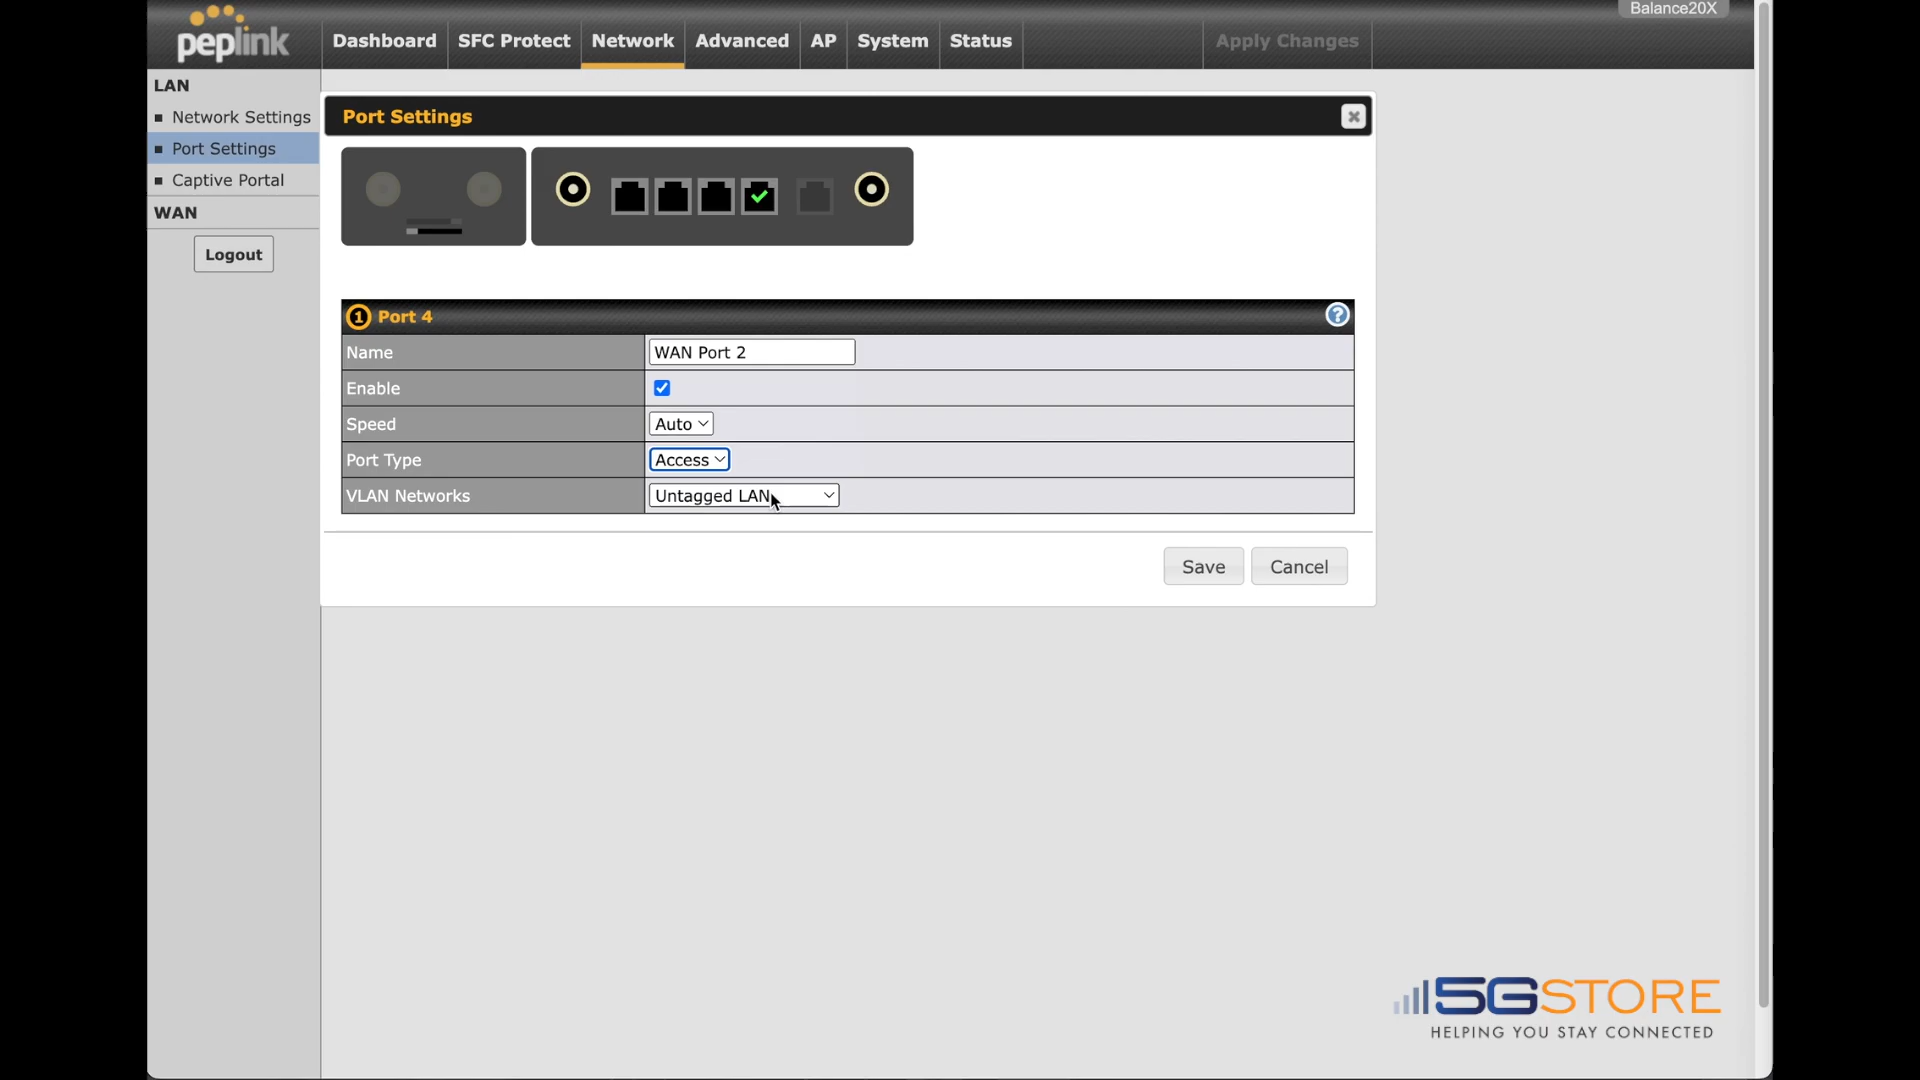 Balance20X
peplink
Dashboard SFC Protect Network Advanced AP System Status Apply Changes
LAN
Network Settings
Port Settings
Captive Portal
WAN
Logout
Port Settings
1 Port 4
Name WAN Port 2
Enable
Speed Auto
Port Type Access
VLAN Networks Untagged LAN
Save Cancel
5GSTORE
HELPING YOU STAY CONNECTED